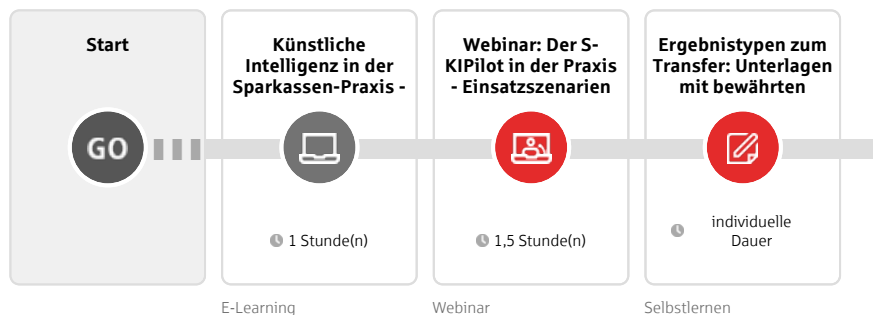 Start
GO
Künstliche
Intelligenz in der
Sparkassen-Praxis -
1 Stunde(n)
E-Learning
Webinar: Der S-
KIPilot in der Praxis
- Einsatzszenarien
1,5 Stunde(n)
Webinar
Ergebnistypen zum
Transfer: Unterlagen
mit bewährten
individuelle
Dauer
Selbstlernen